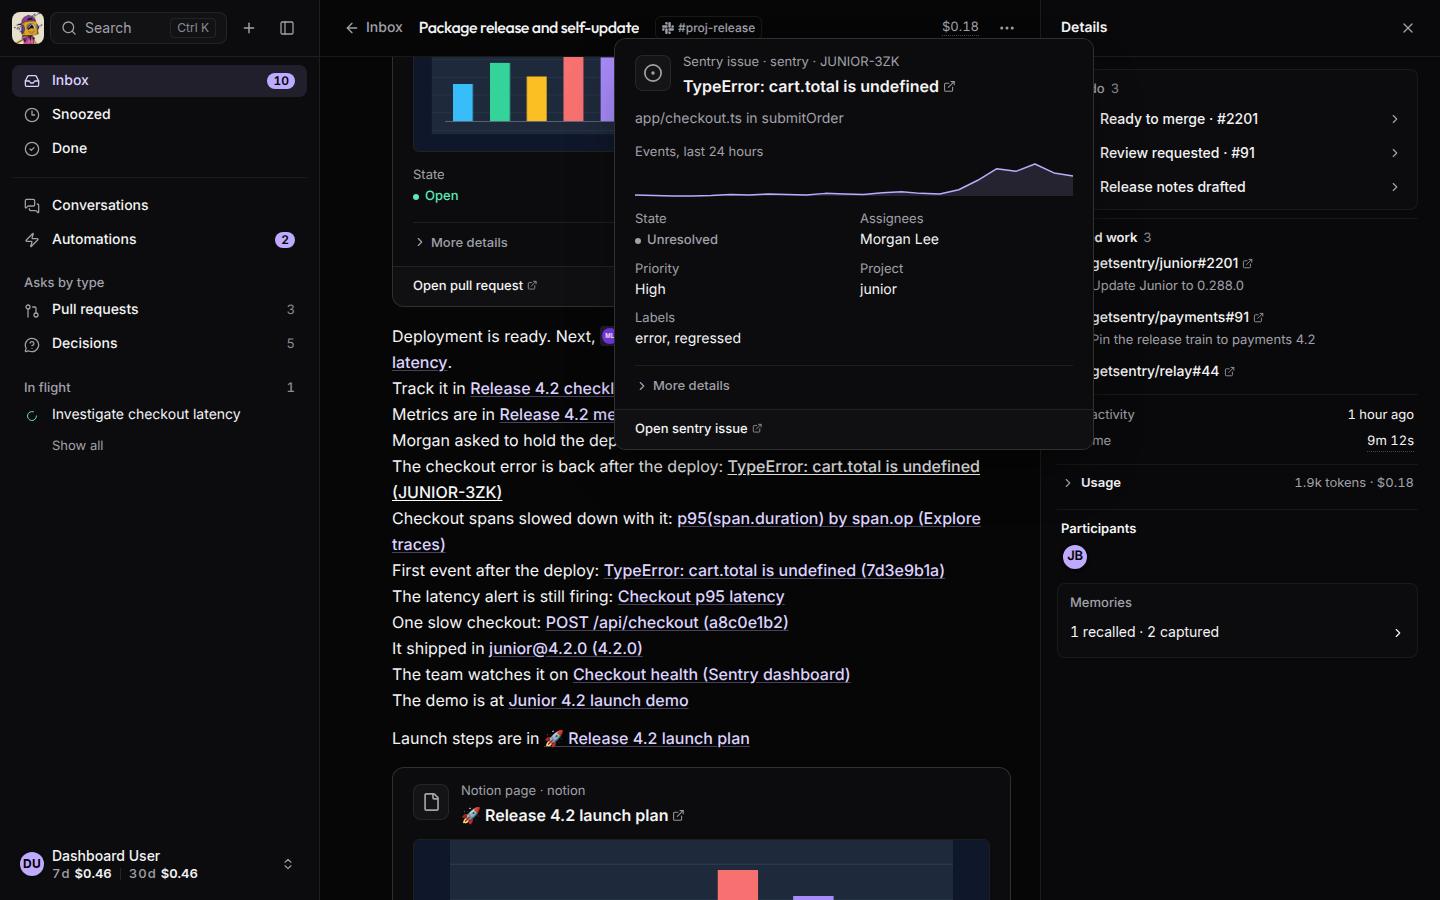 Search
Ctrl K
Inbox
10
Snoozed
Done
Conversations
Automations
2
Asks by type
Pull requests
3
Decisions
5
In flight
1
Investigate checkout latency
Show all
DU
Dashboard User
7d $0.46 | 30d $0.46
Inbox
Package release and self-update
#proj-release
$0.18
State
Open
More details
Open pull request
Deployment is ready. Next,
latency.
Track it in Release 4.2 checkl
Metrics are in Release 4.2 me
Morgan asked to hold the dep
The checkout error is back after the deploy: TypeError: cart.total is undefined
(JUNIOR-3ZK)
Checkout spans slowed down with it: p95(span.duration) by span.op (Explore
traces)
First event after the deploy: TypeError: cart.total is undefined (7d3e9b1a)
The latency alert is still firing: Checkout p95 latency
One slow checkout: POST /api/checkout (a8c0e1b2)
It shipped in junior@4.2.0 (4.2.0)
The team watches it on Checkout health (Sentry dashboard)
The demo is at Junior 4.2 launch demo
Launch steps are in 🚀 Release 4.2 launch plan
Notion page · notion
🚀 Release 4.2 launch plan
Sentry issue · sentry · JUNIOR-3ZK
TypeError: cart.total is undefined
app/checkout.ts in submitOrder
Events, last 24 hours
State
Unresolved
Assignees
Morgan Lee
Priority
High
Project
junior
Labels
error, regressed
More details
Open sentry issue
Details
do 3
Ready to merge · #2201
Review requested · #91
Release notes drafted
d work 3
getsentry/junior#2201
Update Junior to 0.288.0
getsentry/payments#91
Pin the release train to payments 4.2
getsentry/relay#44
activity
1 hour ago
me
9m 12s
Usage
1.9k tokens · $0.18
Participants
JB
Memories
1 recalled · 2 captured